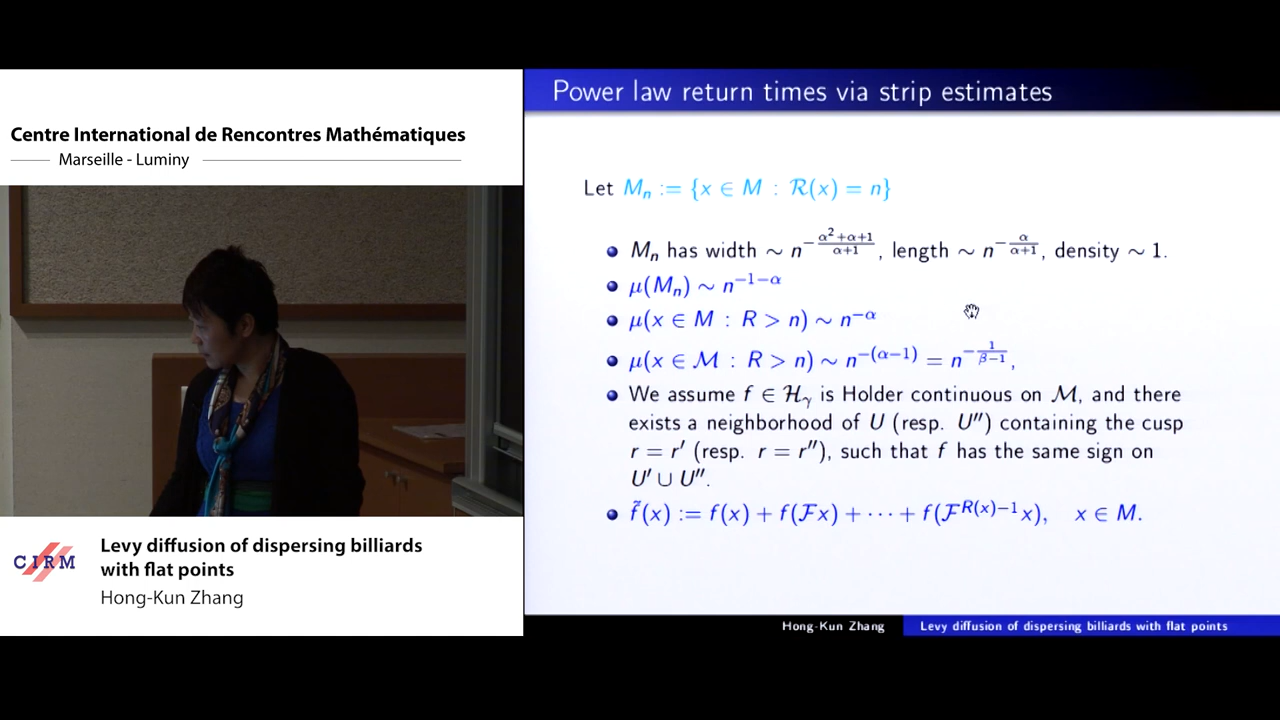 Centre International de Rencontres Mathématiques
Marseille - Luminy
CIRM
Levy diffusion of dispersing billiards
with flat points
Hong-Kun Zhang
Power law return times via strip estimates
Let Mₙ := {x ∈ M : ℛ(x) = n}
Mₙ has width ∼ n^{-\frac{α²+α+1}{α+1}}, length ∼ n^{-\frac{α}{α+1}}, density ∼ 1.
μ(Mₙ) ∼ n^{-1-α}
μ(x ∈ M : R > n) ∼ n^{-α}
μ(x ∈ ℳ : R > n) ∼ n^{-(α-1)} = n^{-\frac{1}{β-1}},
We assume f ∈ ℋ_γ is Holder continuous on ℳ, and there
exists a neighborhood of U (resp. U′′) containing the cusp
r = r′ (resp. r = r′′), such that f has the same sign on
U′ ∪ U′′.
f̃(x) := f(x) + f(ℱx) + ⋯ + f(ℱ^{R(x)-1}x), x ∈ M.
Hong-Kun Zhang
Levy diffusion of dispersing billiards with flat points